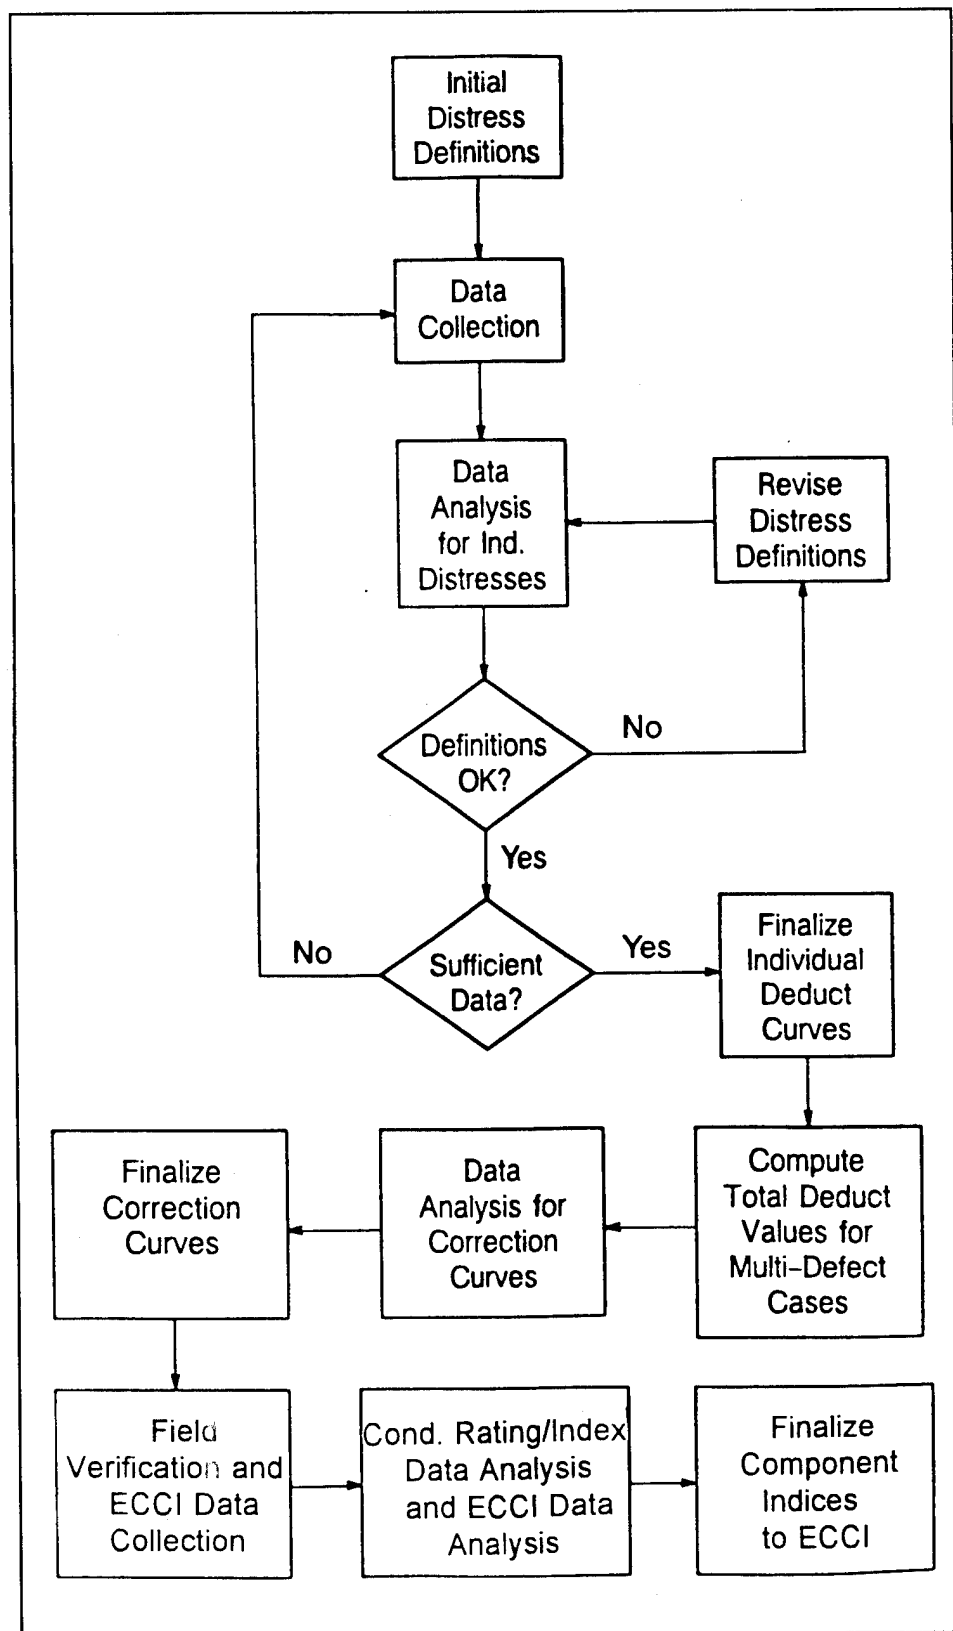 Initial
Distress
Definitions
Data
Collection
Data
Analysis
for Ind.
Distresses
Revise
Distress
Definitions
Definitions
OK?
No
Yes
Sufficient
Data?
No
Yes
Finalize
Individual
Deduct
Curves
Compute
Total Deduct
Values for
Multi-Defect
Cases
Data
Analysis for
Correction
Curves
Finalize
Correction
Curves
Field
Verification and
ECCI Data
Collection
Cond. Rating/Index
Data Analysis
and ECCI Data
Analysis
Finalize
Component
Indices
to ECCI